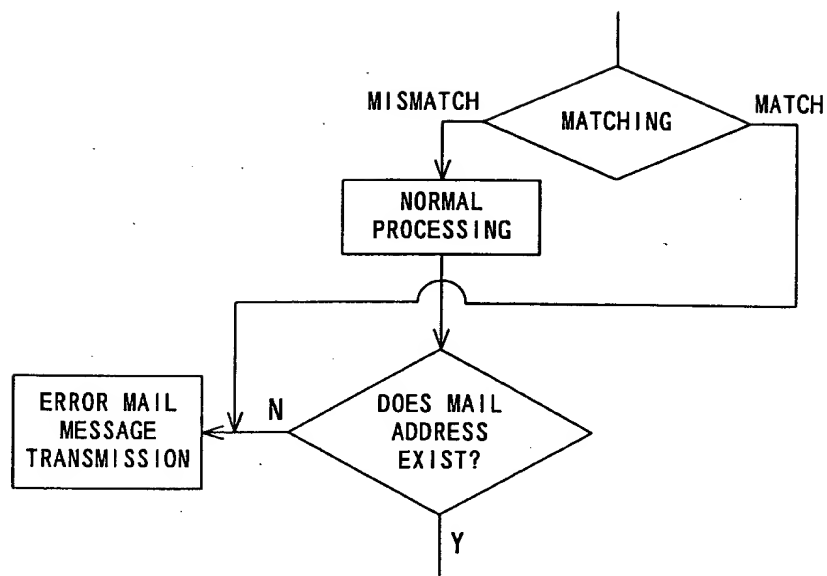 MISMATCH
MATCHING
MATCH
NORMAL
PROCESSING
ERROR MAIL
MESSAGE
TRANSMISSION
N
DOES MAIL
ADDRESS
EXIST?
Y